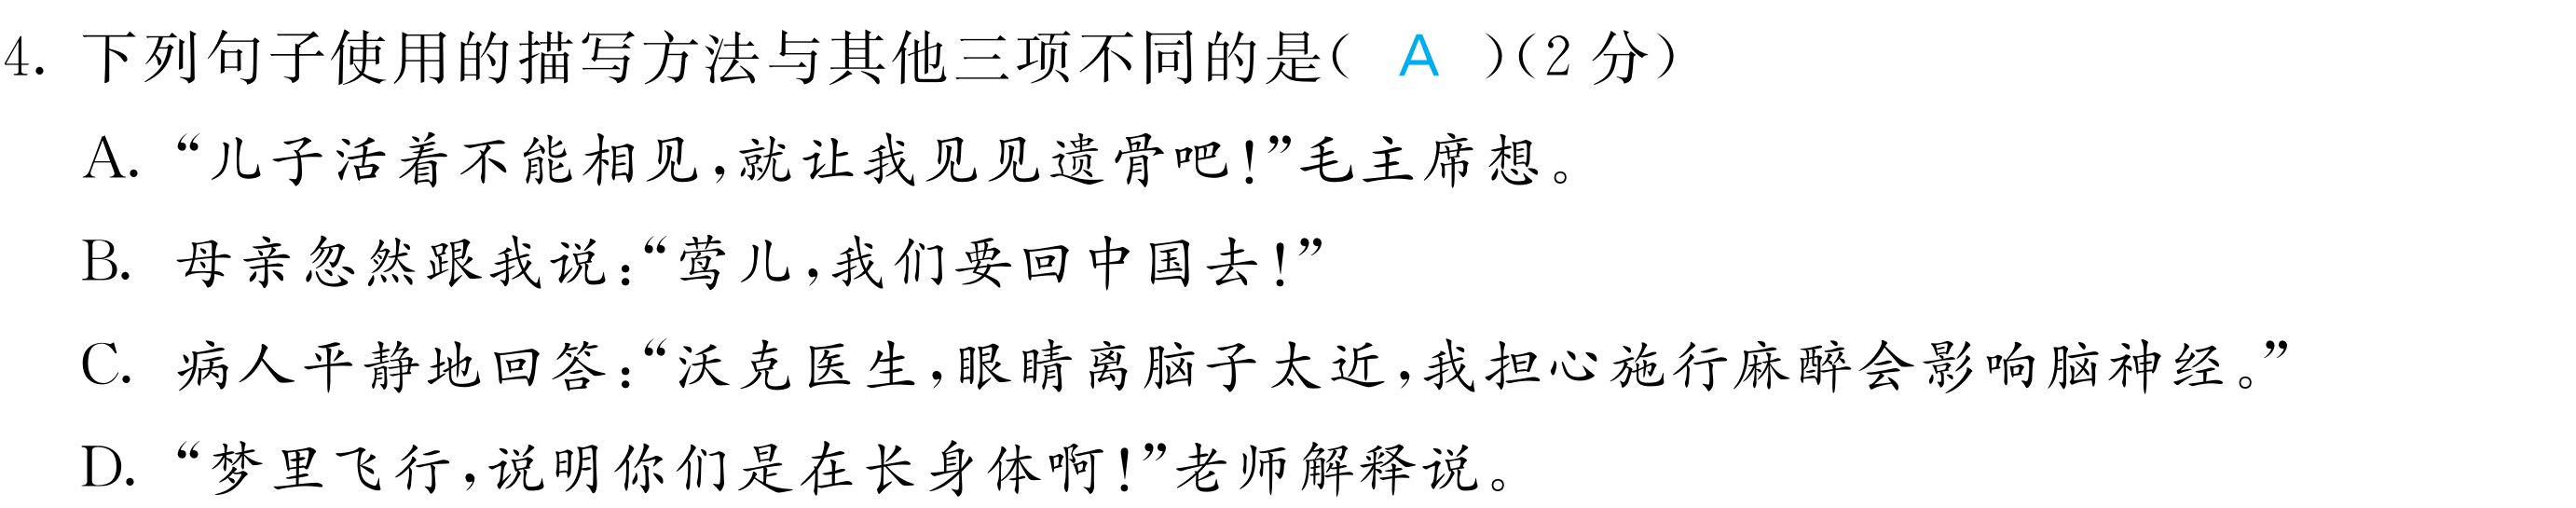 4. 下列句子使用的描写方法与其他三项不同的是( A )(2 分)
A. “儿子活着不能相见,就让我见见遗骨吧!”毛主席想。
B. 母亲忽然跟我说:“莺儿,我们要回中国去!”
C. 病人平静地回答:“沃克医生,眼睛离脑子太近,我担心施行麻醉会影响脑神经。”
D. “梦里飞行,说明你们是在长身体啊!”老师解释说。